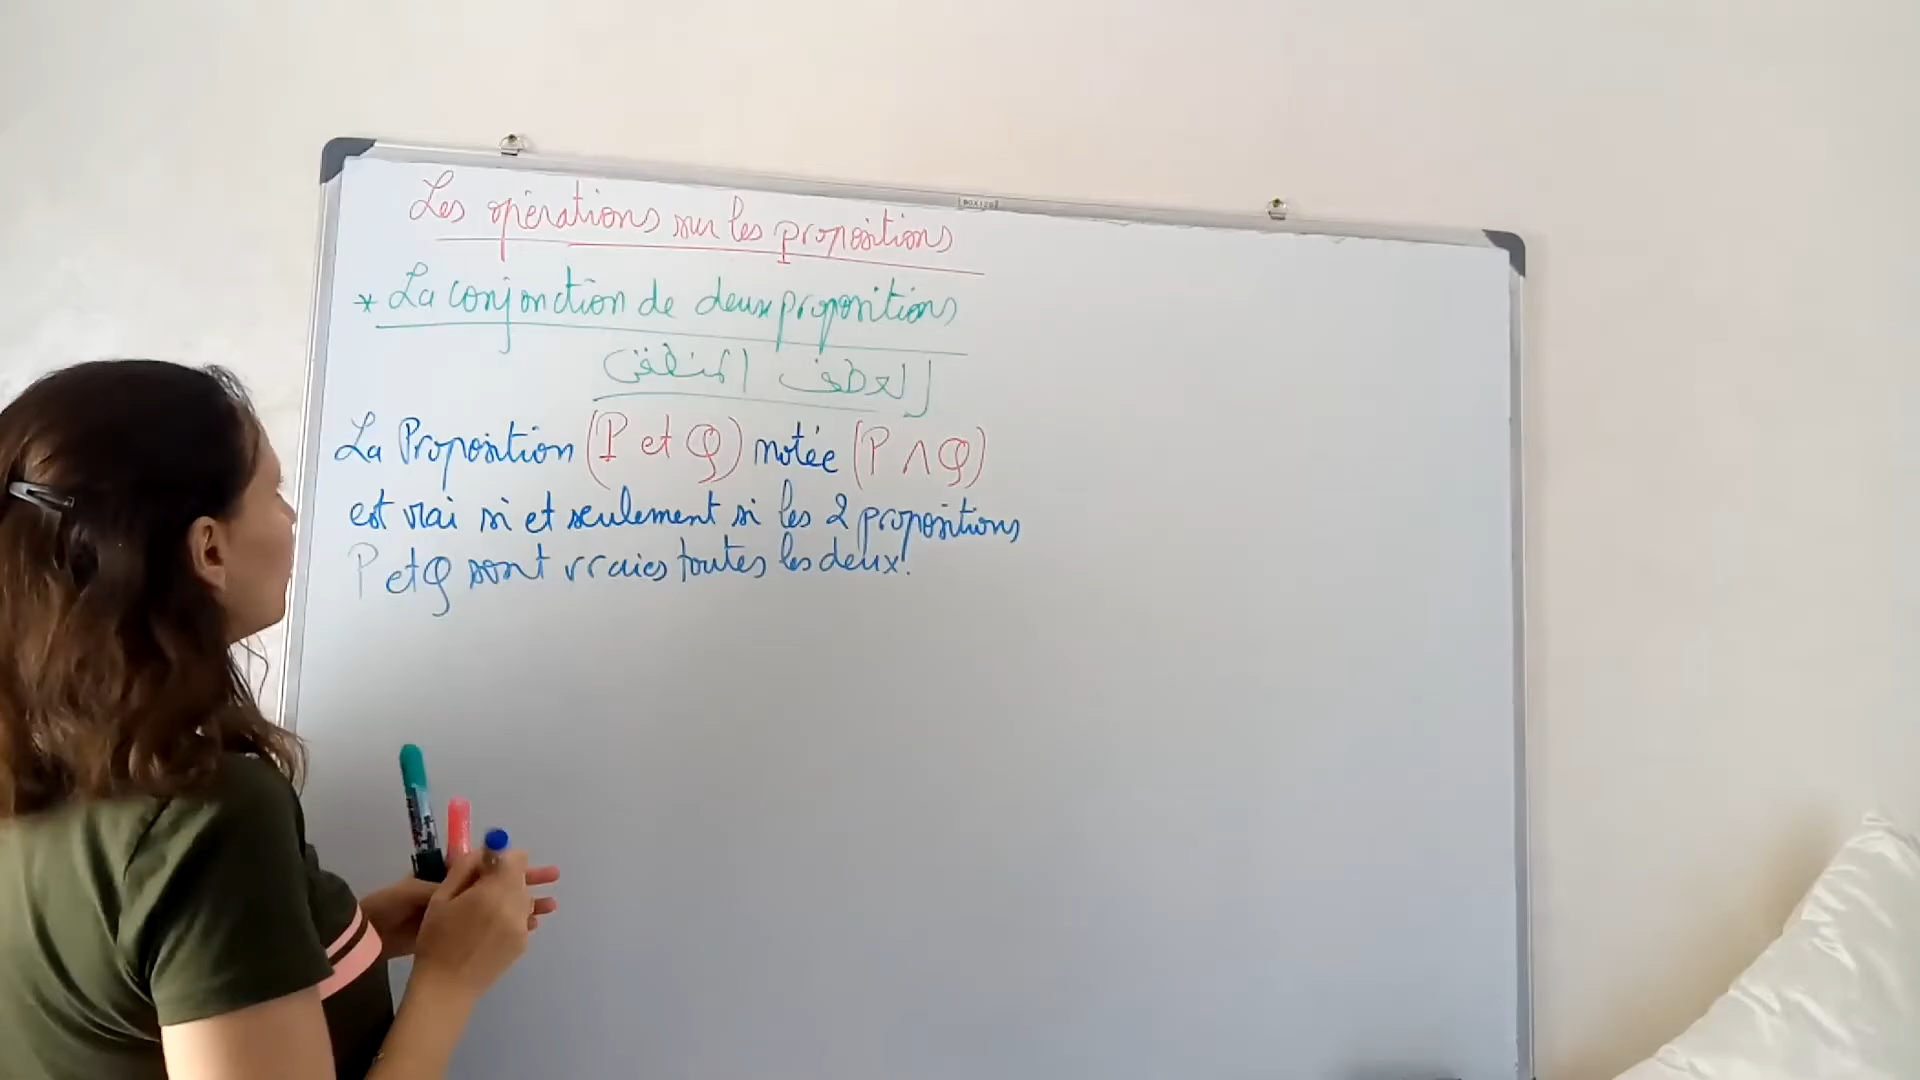 Les opérations sur les propositions
* La conjonction de deux propositions
العطف المنطقي
La Proposition (P et Q) notée (P ∧ Q)
est vrai si et seulement si les 2 propositions
P et Q sont vraies toutes les deux.